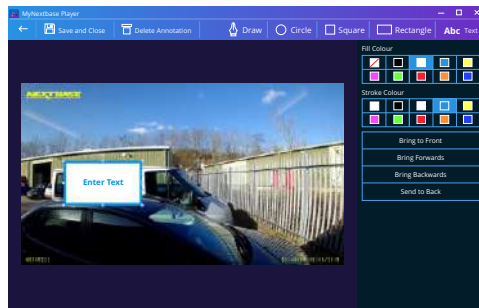 MyNextbase Player
Save and Close
Delete Annotation
Draw
Circle
Square
Rectangle
Abc Text
Fill Colour
NEXTBASE
Stroke Colour
Enter Text
Bring to Front
Bring Forwards
Bring Backwards
Send to Back